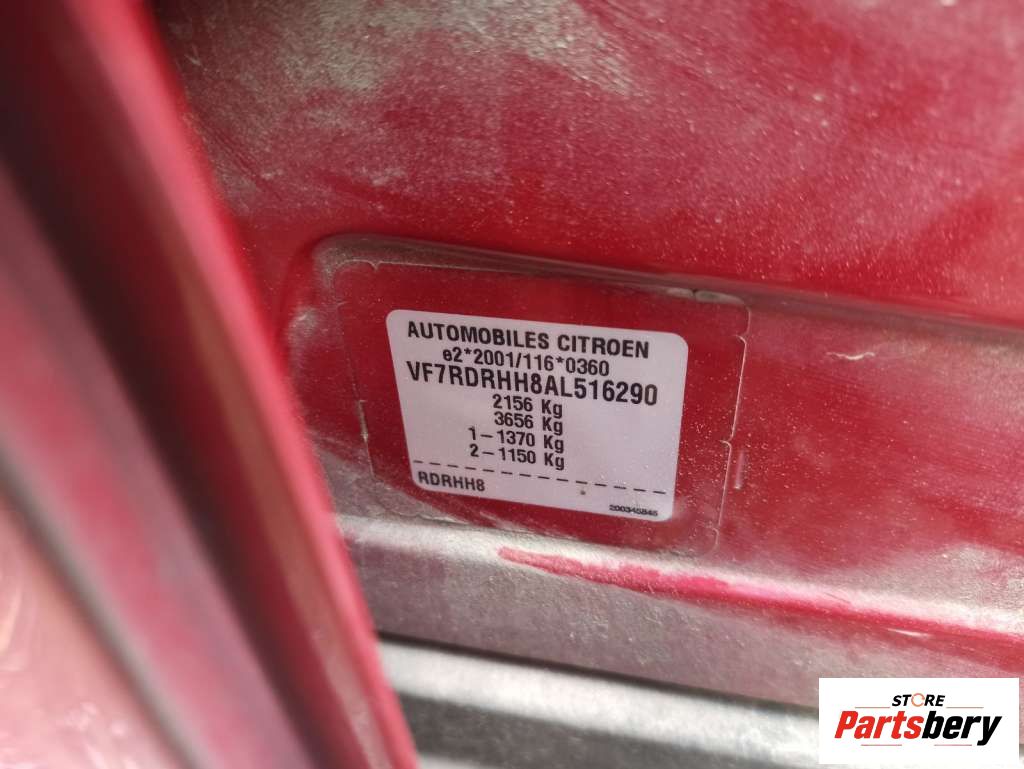 AUTOMOBILES CITROEN
e2*2001/116*0360
VF7RDRHH8AL516290
2156 Kg
3656 Kg
1-1370 Kg
2-1150 Kg
RDRHH8
200345845
STORE
Partsbery